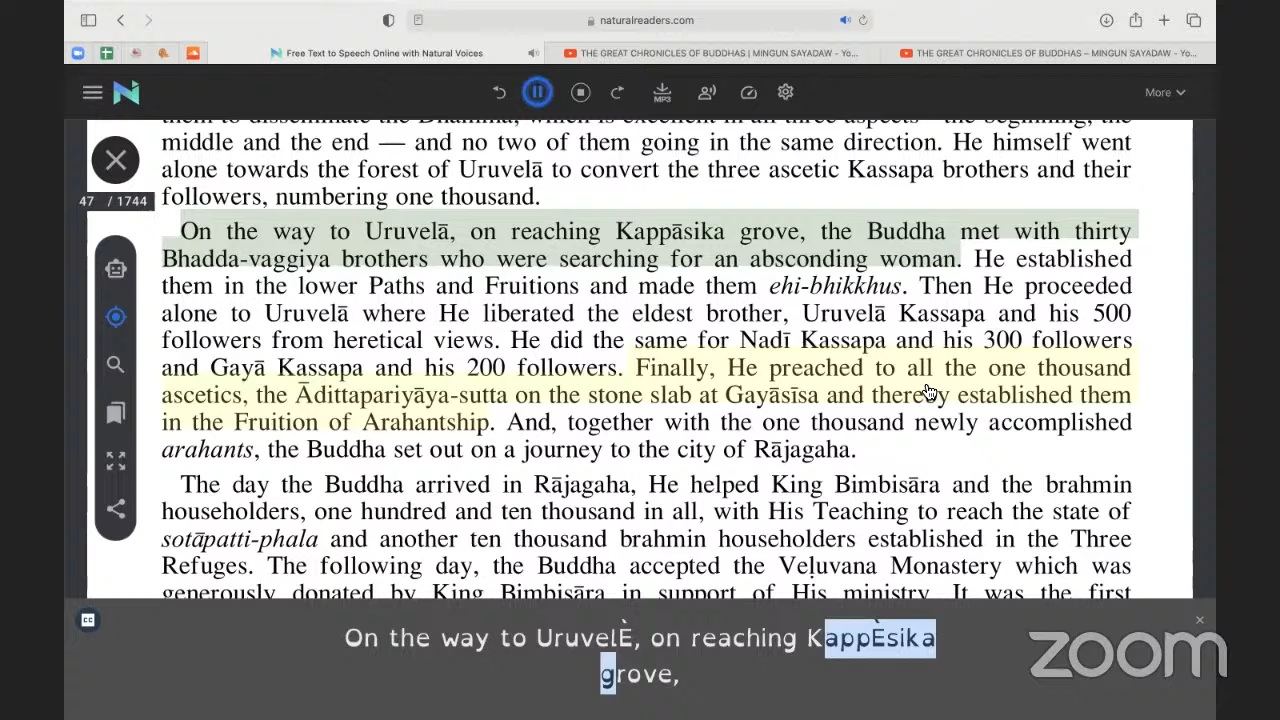 naturalreaders.com
Free Text to Speech Online with Natural Voices
THE GREAT CHRONICLES OF BUDDHAS | MINGUN SAYADAW - Yo...
THE GREAT CHRONICLES OF BUDDHAS – MINGUN SAYADAW - Yo...
MP3
More
them to disseminate the Dhamma, which is excellent in all three aspects – the beginning, the
middle and the end — and no two of them going in the same direction. He himself went
alone towards the forest of Uruvelā to convert the three ascetic Kassapa brothers and their
47 / 1744
followers, numbering one thousand.
On the way to Uruvelā, on reaching Kappāsika grove, the Buddha met with thirty
Bhadda-vaggiya brothers who were searching for an absconding woman. He established
them in the lower Paths and Fruitions and made them ehi-bhikkhus. Then He proceeded
alone to Uruvelā where He liberated the eldest brother, Uruvelā Kassapa and his 500
followers from heretical views. He did the same for Nadī Kassapa and his 300 followers
and Gayā Kassapa and his 200 followers. Finally, He preached to all the one thousand
ascetics, the Ādittapariyāya-sutta on the stone slab at Gayāsīsa and thereby established them
in the Fruition of Arahantship. And, together with the one thousand newly accomplished
arahants, the Buddha set out on a journey to the city of Rājagaha.
The day the Buddha arrived in Rājagaha, He helped King Bimbisāra and the brahmin
householders, one hundred and ten thousand in all, with His Teaching to reach the state of
sotāpatti-phala and another ten thousand brahmin householders established in the Three
Refuges. The following day, the Buddha accepted the Veḷuvana Monastery which was
generously donated by King Bimbisāra in support of His ministry. It was the first
CC
On the way to UruvelÈ, on reaching KappÈsika
grove,
zoom